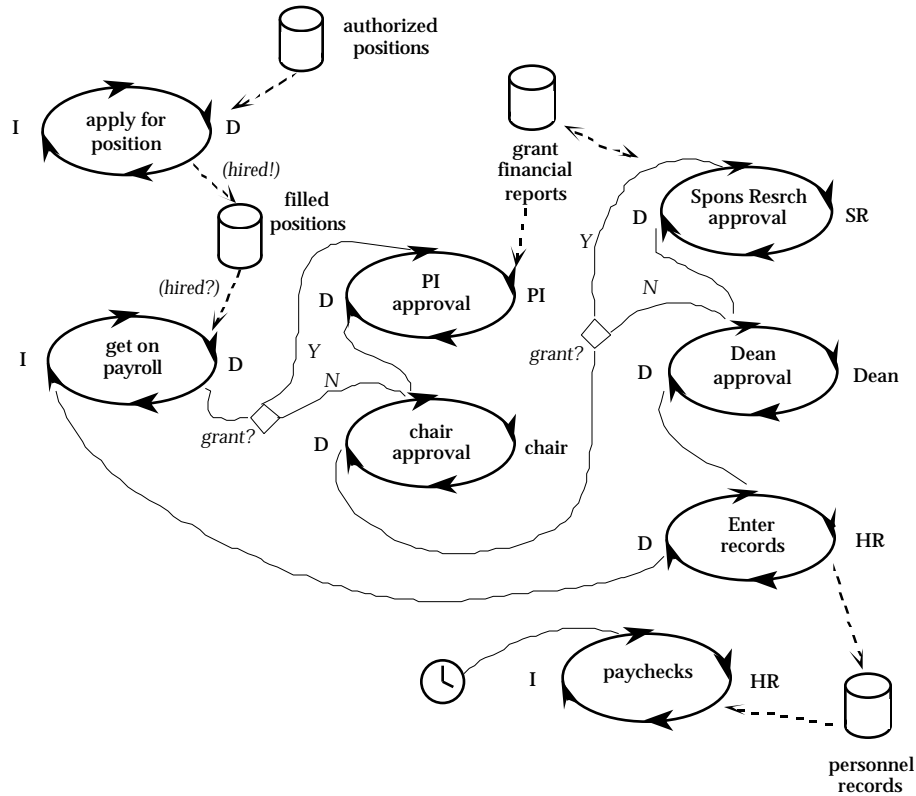 authorized
positions
I
apply for
position
D
(hired!)
filled
positions
(hired?)
I
get on
payroll
D
grant?
Y
N
D
PI
approval
PI
grant
financial
reports
D
chair
approval
chair
grant?
Y
N
D
Spons Resrch
approval
SR
D
Dean
approval
Dean
D
Enter
records
HR
I
paychecks
HR
personnel
records